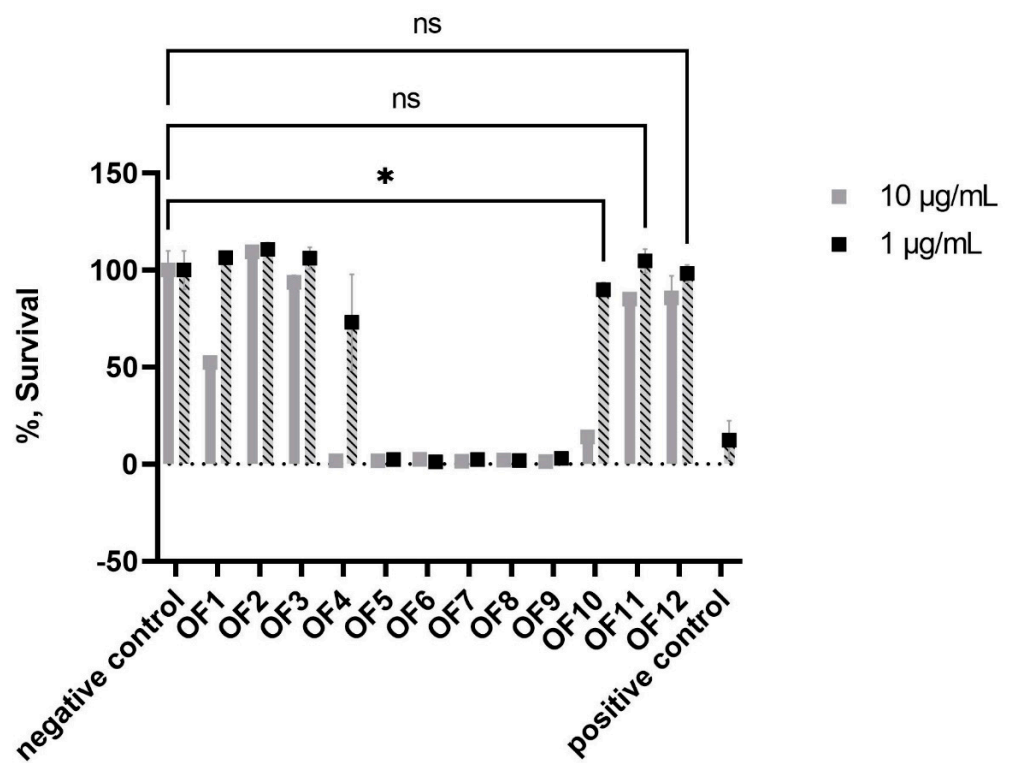 ns
ns
*
150
100
50
0
-50
%, Survival
negative control
OF1
OF2
OF3
OF4
OF5
OF6
OF7
OF8
OF9
OF10
OF11
OF12
positive control
10 µg/mL
1 µg/mL